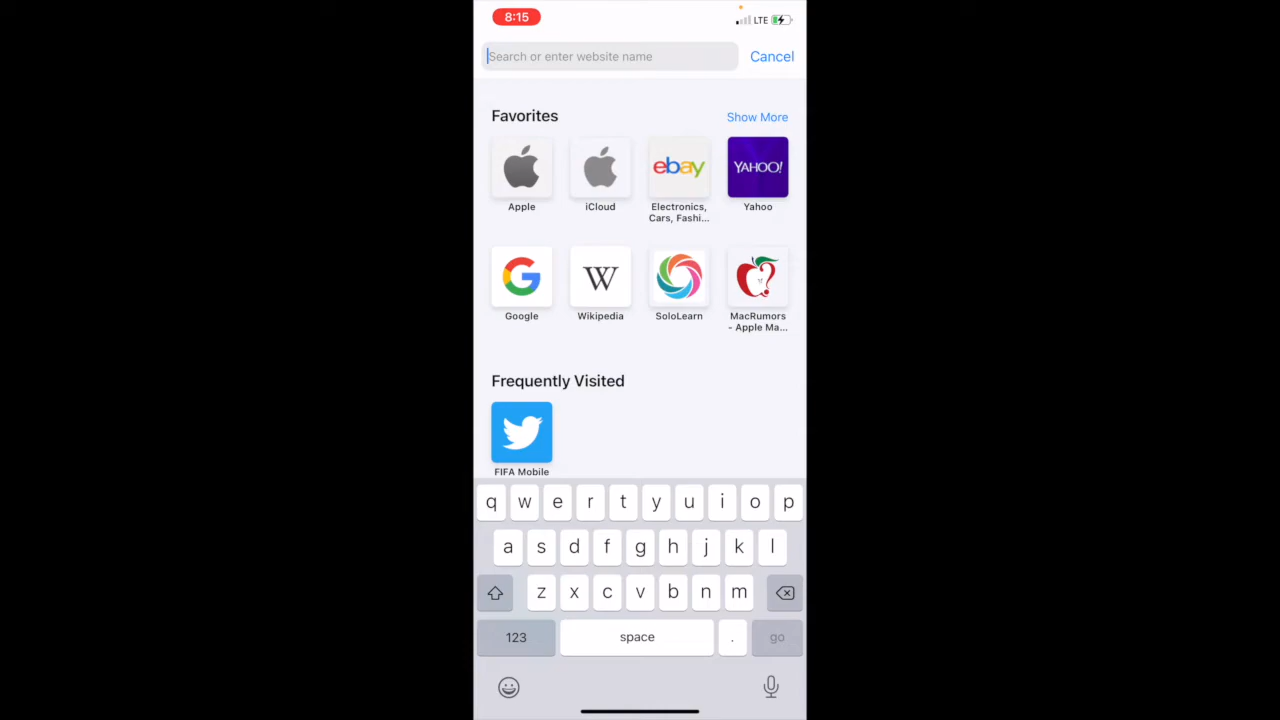 8:15
LTE
Search or enter website name
Cancel
Favorites
Show More
ebay
YAHOO!
Apple
iCloud
Electronics,
Cars, Fashi...
Yahoo
G
W
Google
Wikipedia
SoloLearn
MacRumors
- Apple Ma...
Frequently Visited
FIFA Mobile
q w e r t y u i o p
a s d f g h j k l
z x c v b n m
123
space
.
go